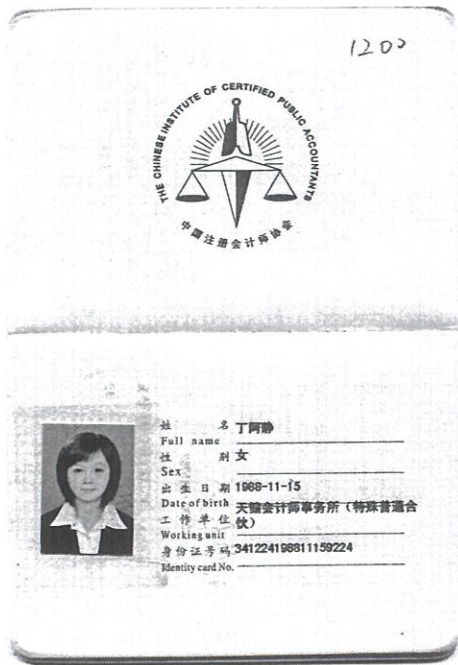 1200
THE CHINESE INSTITUTE OF CERTIFIED PUBLIC ACCOUNTANTS
中国注册会计师协会
姓 名 丁阿静
Full name
性 别 女
Sex
出生日期 1988-11-15
Date of birth
工作单位 天健会计师事务所（特殊普通合
伙）
Working unit
身份证号码 341224198811159224
Identity card No.